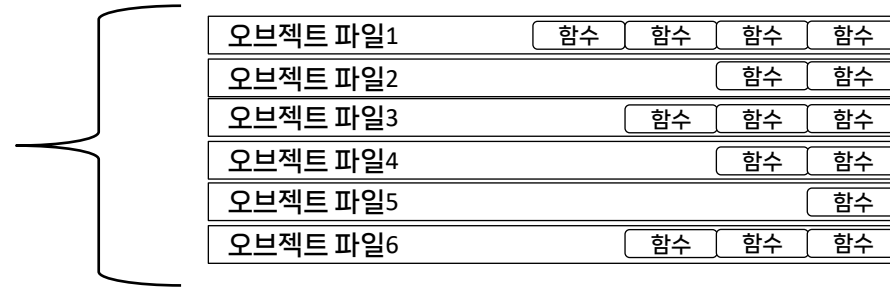 오브젝트 파일1 함수 함수 함수 함수
오브젝트 파일2 함수 함수
오브젝트 파일3 함수 함수 함수
오브젝트 파일4 함수 함수
오브젝트 파일5 함수
오브젝트 파일6 함수 함수 함수